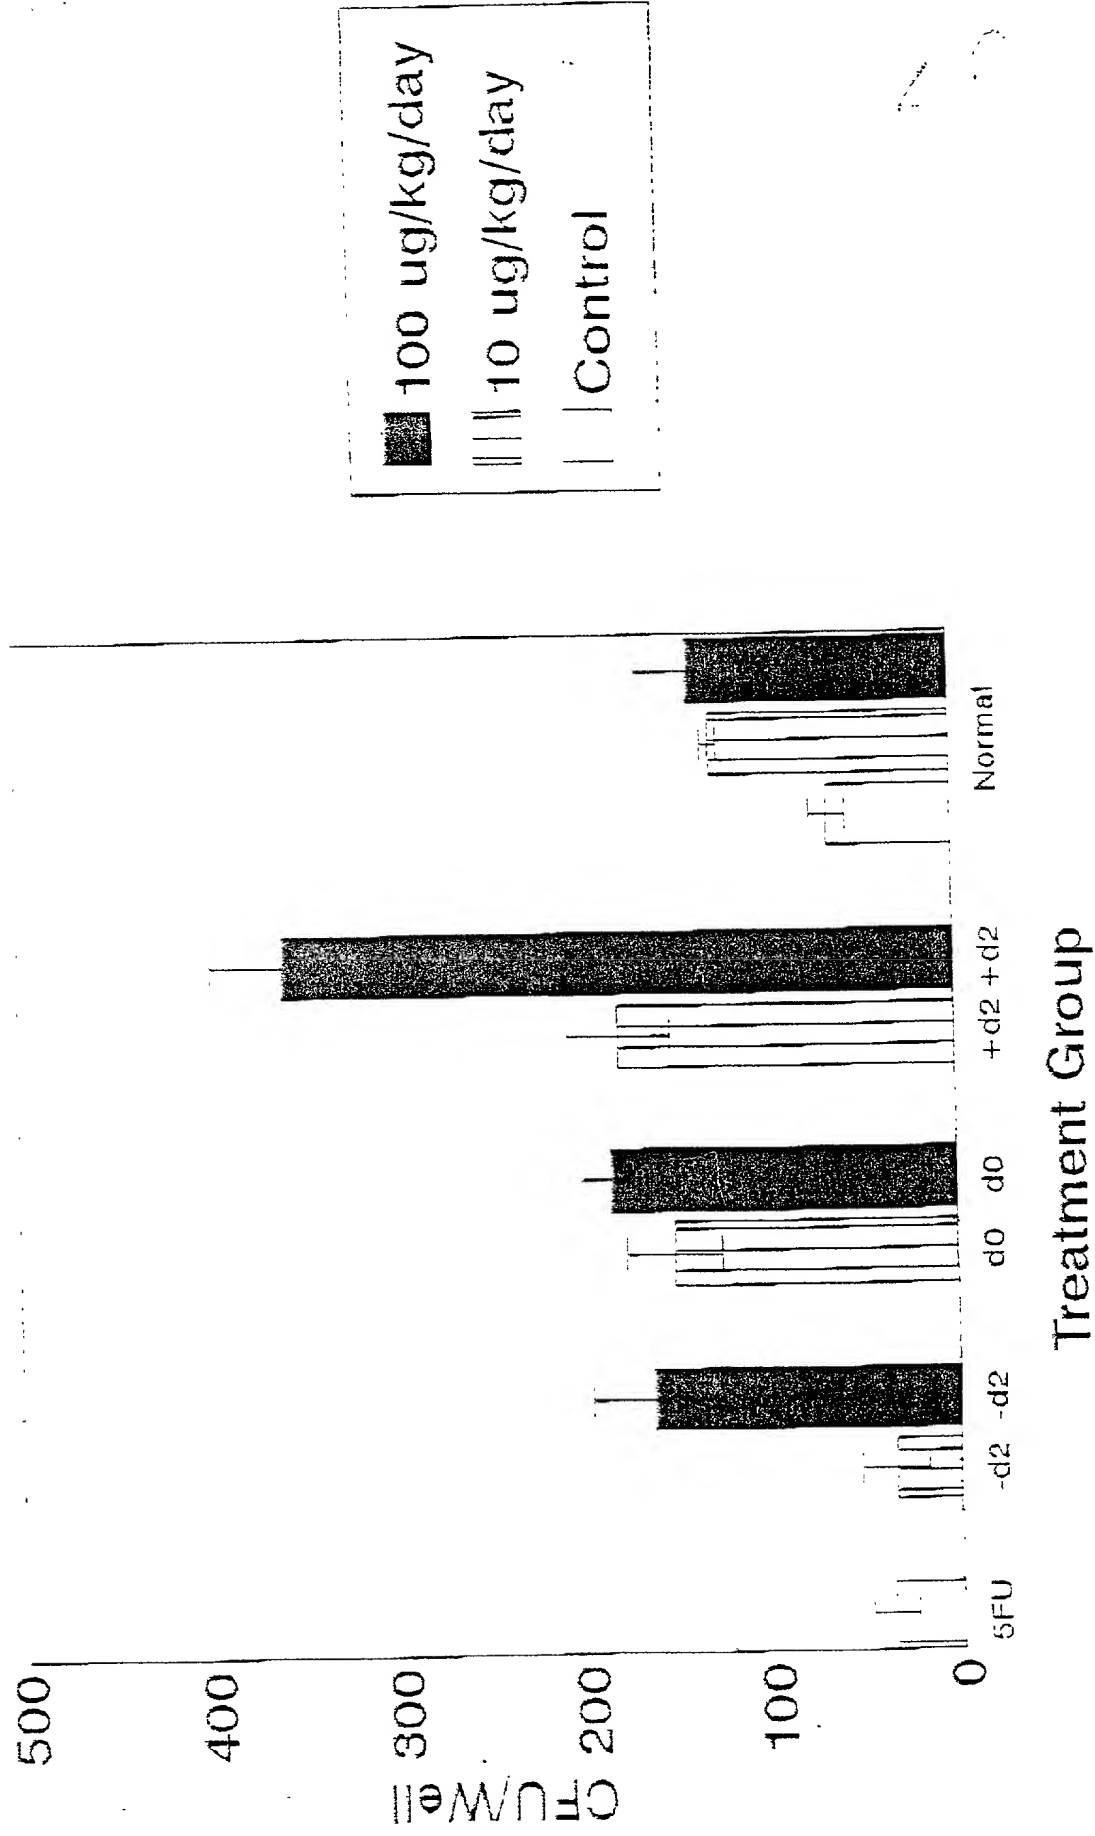 CFU/Well
500
400
300
200
100
0
5FU
-d2
-d2
d0
d0
+d2
+d2
Normal
Treatment Group
100 ug/kg/day
10 ug/kg/day
Control